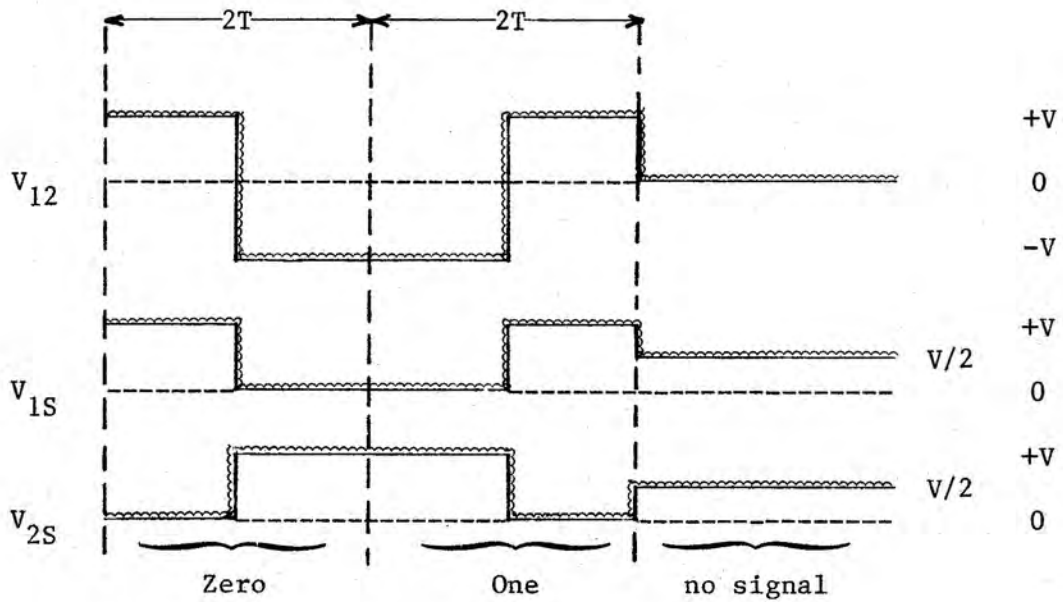 2T 2T
+V
V12 0
-V
+V
V/2
V1S 0
+V
V/2
V2S 0
Zero One no signal